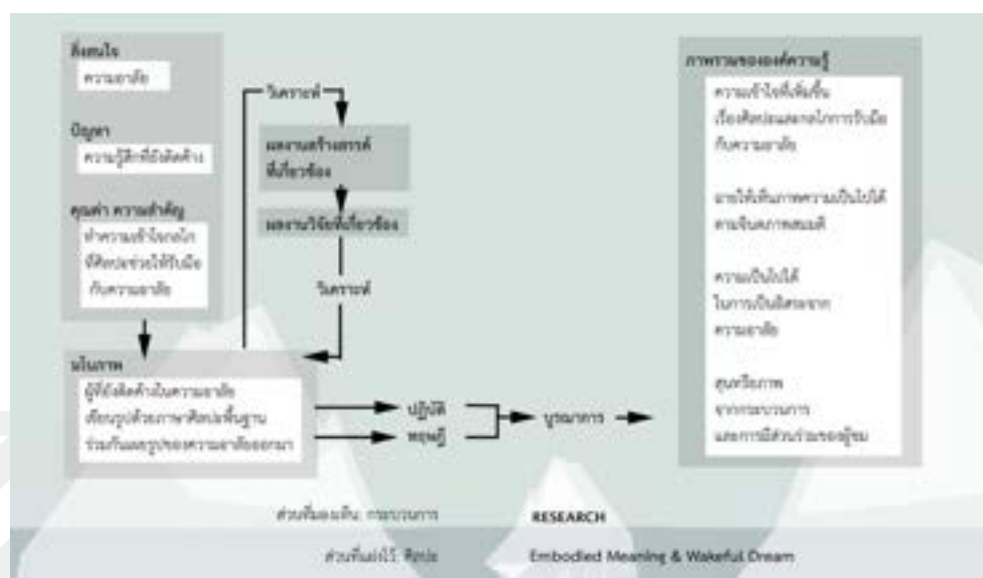 สิ่งสนใจ
ความอาลัย
ปัญหา
ความรู้สึกที่ยังติดค้าง
คุณค่า ความสำคัญ
ทำความเข้าใจกลไก
ที่ศิลปะช่วยให้รับมือ
กับความอาลัย
มโนภาพ
ผู้ที่ยังติดค้างในความอาลัย
เขียนรูปด้วยภาษาศิลปะพื้นฐาน
ร่วมกันเผยรูปของความอาลัยออกมา
วิเคราะห์
ผลงานสร้างสรรค์
ที่เกี่ยวข้อง
ผลงานวิจัยที่เกี่ยวข้อง
วิเคราะห์
ปฏิบัติ
ทฤษฎี
บูรณาการ
ภาพรวมขององค์ความรู้
ความเข้าใจที่เพิ่มขึ้น
เรื่องศิลปะและกลไกการรับมือ
กับความอาลัย
ฉายให้เห็นภาพความเป็นไปได้
ตามจินตภาพสมมติ
ความเป็นไปได้
ในการเป็นอิสระจาก
ความอาลัย
สุนทรียภาพ
จากกระบวนการ
และการมีส่วนร่วมของผู้ชม
ส่วนที่มองเห็น: กระบวนการ
RESEARCH
ส่วนที่แฝงไว้: ศิลปะ
Embodied Meaning & Wakeful Dream